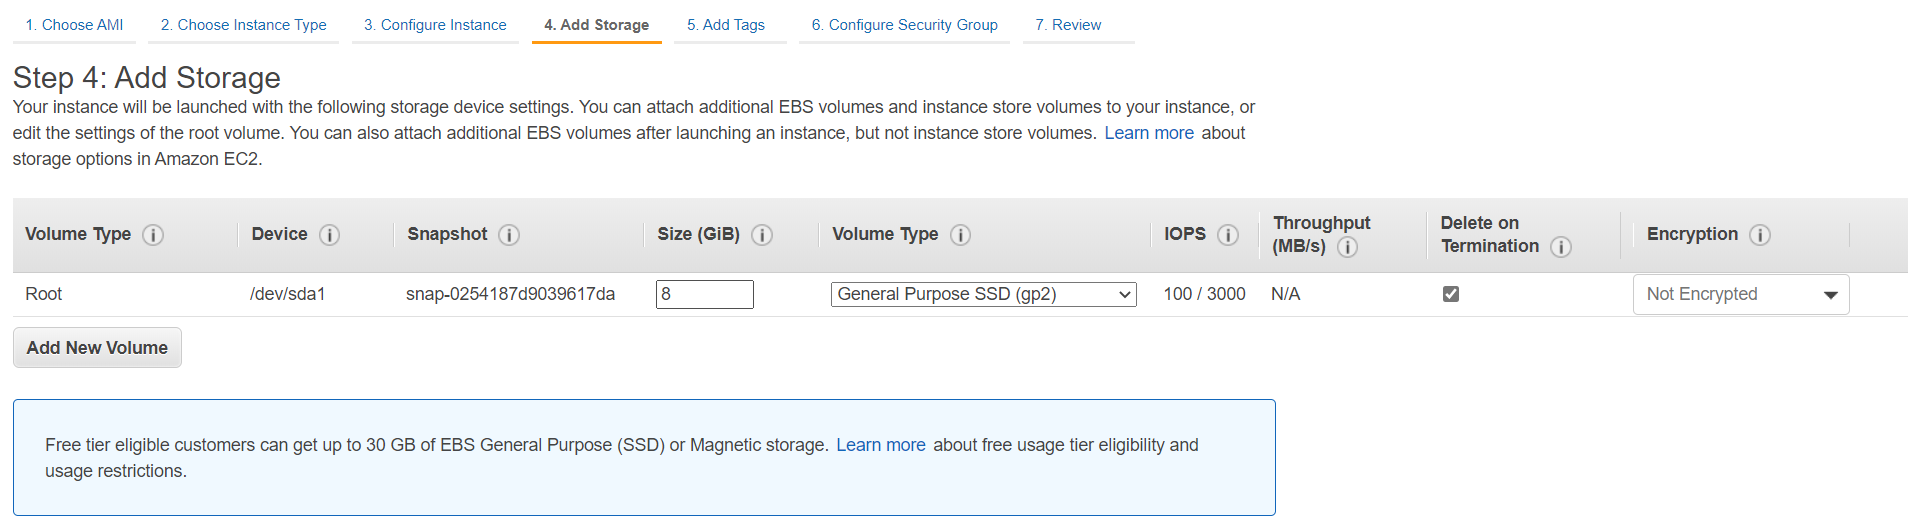 1. Choose AMI 2. Choose Instance Type 3. Configure Instance 4. Add Storage 5. Add Tags 6. Configure Security Group 7. Review
Step 4: Add Storage
Your instance will be launched with the following storage device settings. You can attach additional EBS volumes and instance store volumes to your instance, or
edit the settings of the root volume. You can also attach additional EBS volumes after launching an instance, but not instance store volumes. Learn more about
storage options in Amazon EC2.
Volume Type i Device i Snapshot i Size (GiB) i Volume Type i IOPS i Throughput (MB/s) i Delete on Termination i Encryption i
Root /dev/sda1 snap-0254187d9039617da 8 General Purpose SSD (gp2) 100 / 3000 N/A Not Encrypted
Add New Volume
Free tier eligible customers can get up to 30 GB of EBS General Purpose (SSD) or Magnetic storage. Learn more about free usage tier eligibility and
usage restrictions.